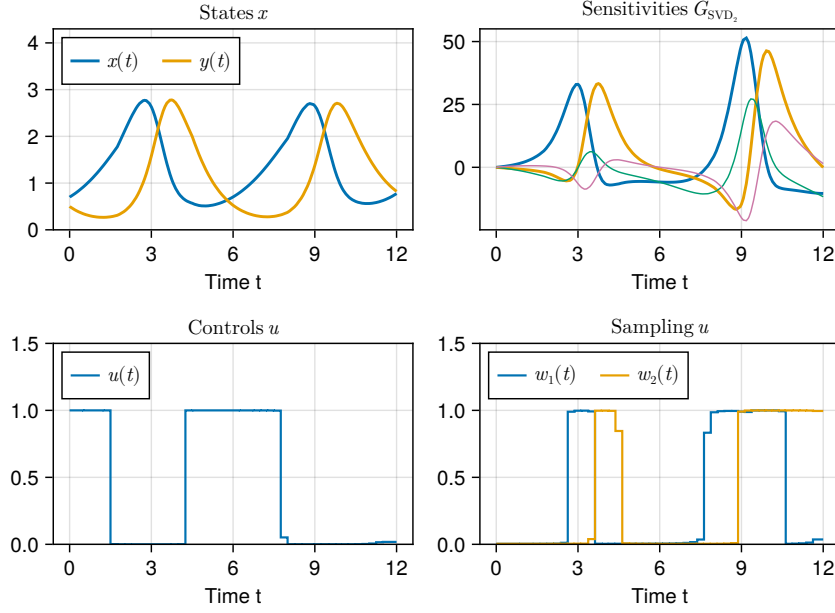 States x
4
3
2
1
0
x(t) y(t)
0 3 6 9 12
Time t
Sensitivities G_SVD₂
50
25
0
0 3 6 9 12
Time t
Controls u
1.5
1.0
0.5
0.0
u(t)
0 3 6 9 12
Time t
Sampling u
1.5
1.0
0.5
0.0
w₁(t) w₂(t)
0 3 6 9 12
Time t